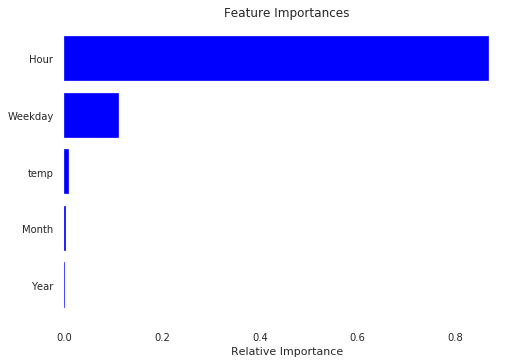 Feature Importances
Hour
Weekday
temp
Month
Year
0.0 0.2 0.4 0.6 0.8
Relative Importance